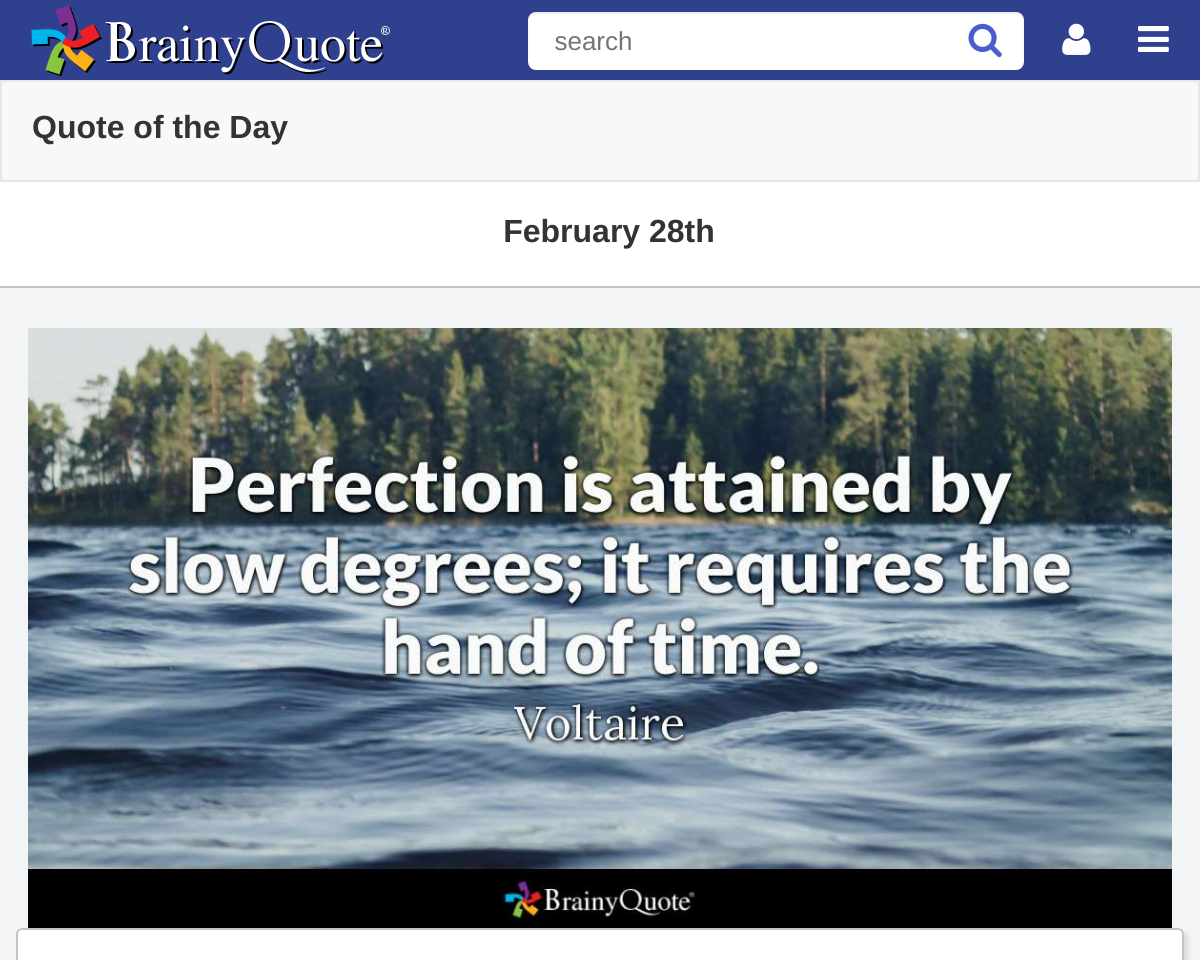 BrainyQuote®
search
Quote of the Day
February 28th
Perfection is attained by
slow degrees; it requires the
hand of time.
Voltaire
BrainyQuote®